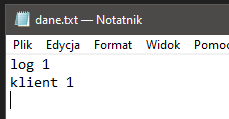 dane.txt — Notatnik
Plik Edycja Format Widok Pomoc
log 1
klient 1